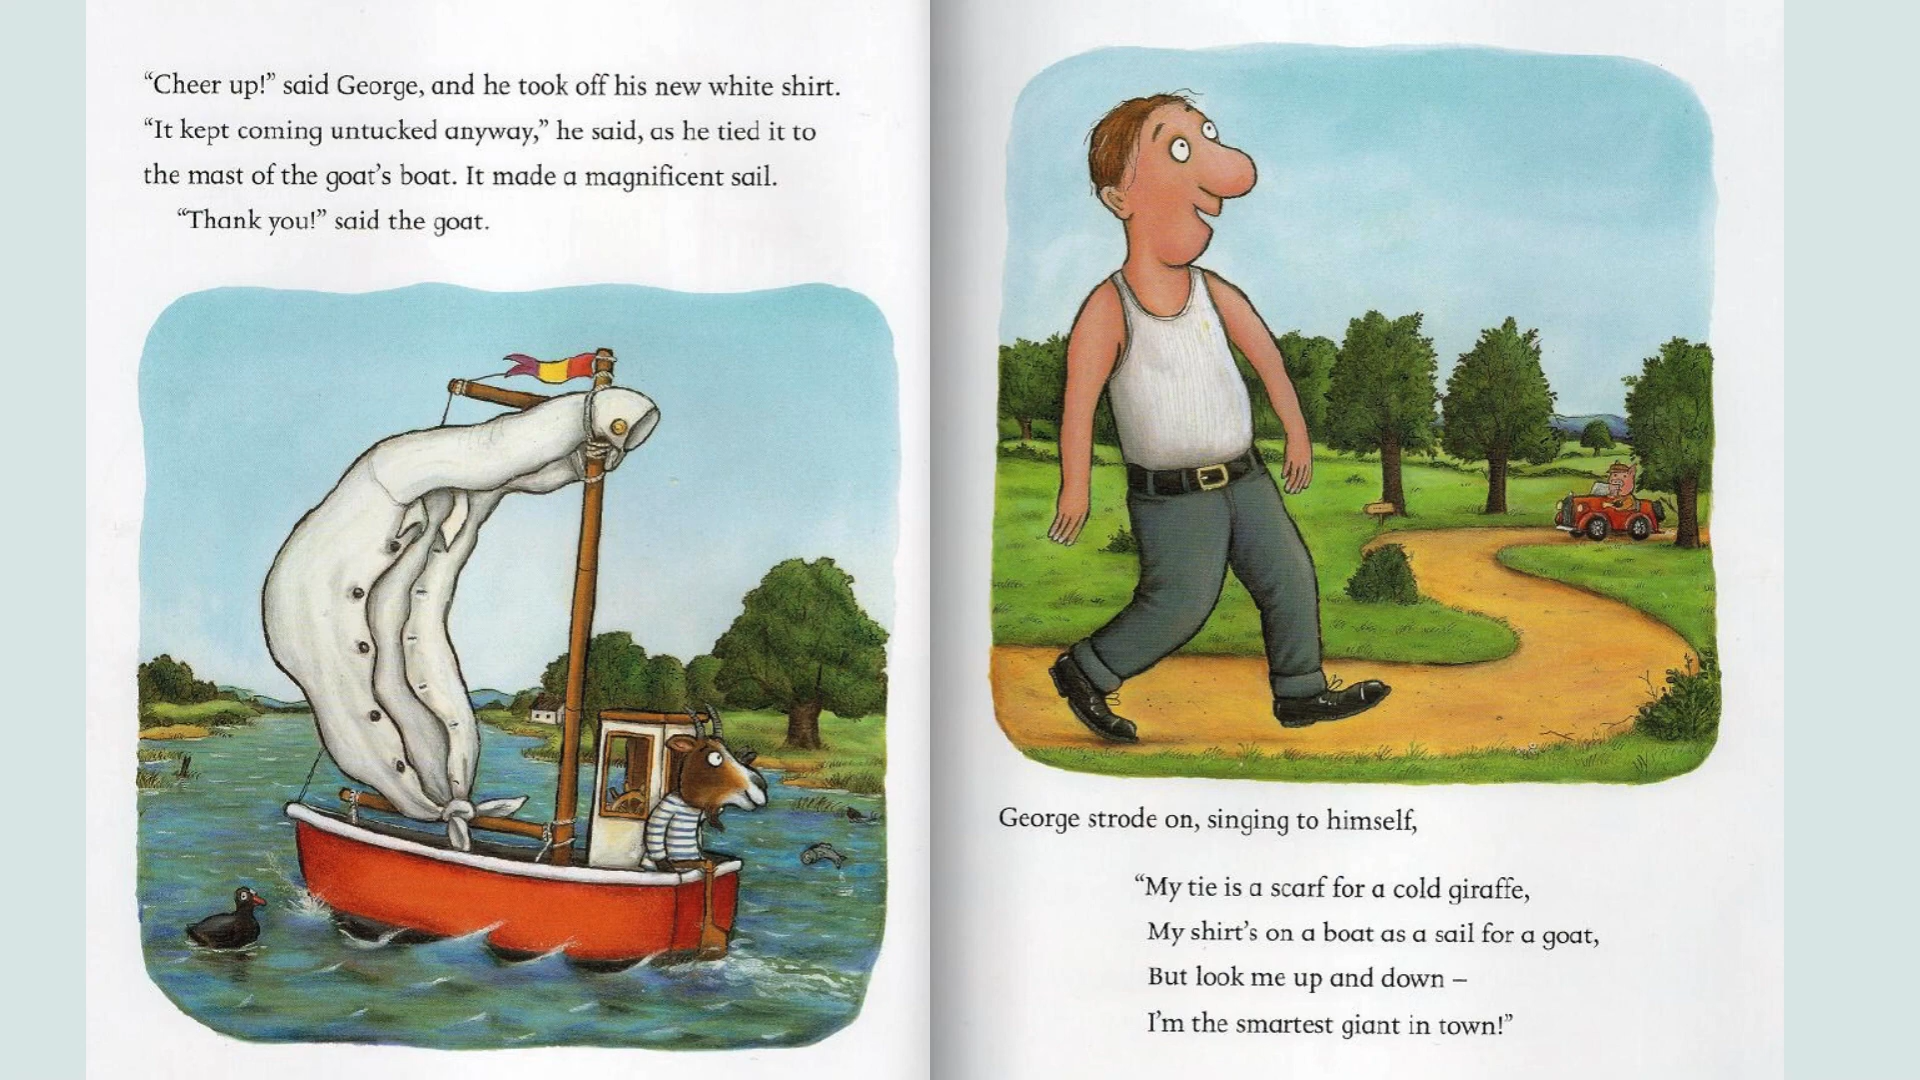 “Cheer up!” said George, and he took off his new white shirt.
“It kept coming untucked anyway,” he said, as he tied it to
the mast of the goat’s boat. It made a magnificent sail.
“Thank you!” said the goat.
George strode on, singing to himself,
“My tie is a scarf for a cold giraffe,
My shirt’s on a boat as a sail for a goat,
But look me up and down –
I’m the smartest giant in town!”